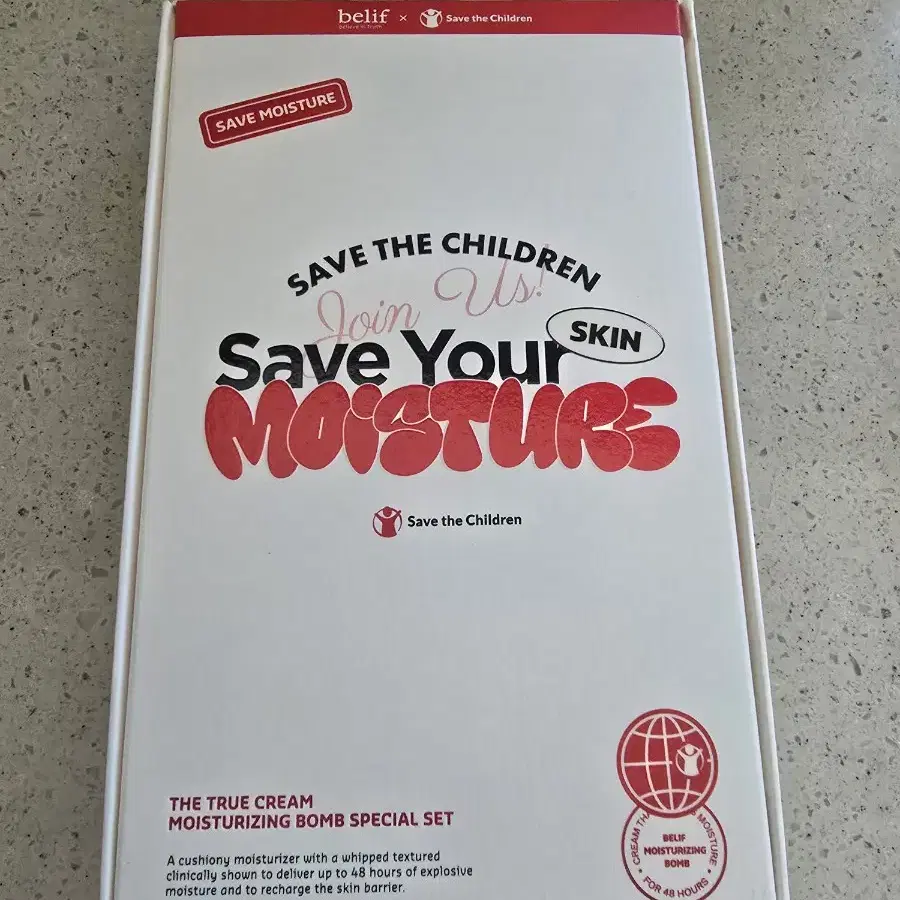 belif × Save the Children
believe in truth
SAVE MOISTURE
SAVE THE CHILDREN
Join Us!
Save Your SKIN
MOISTURE
Save the Children
THE TRUE CREAM
MOISTURIZING BOMB SPECIAL SET
A cushiony moisturizer with a whipped textured
clinically shown to deliver up to 48 hours of explosive
moisture and to recharge the skin barrier.
CREAM MOISTURE
BELIF
MOISTURIZING
BOMB
• FOR 48 HOURS •